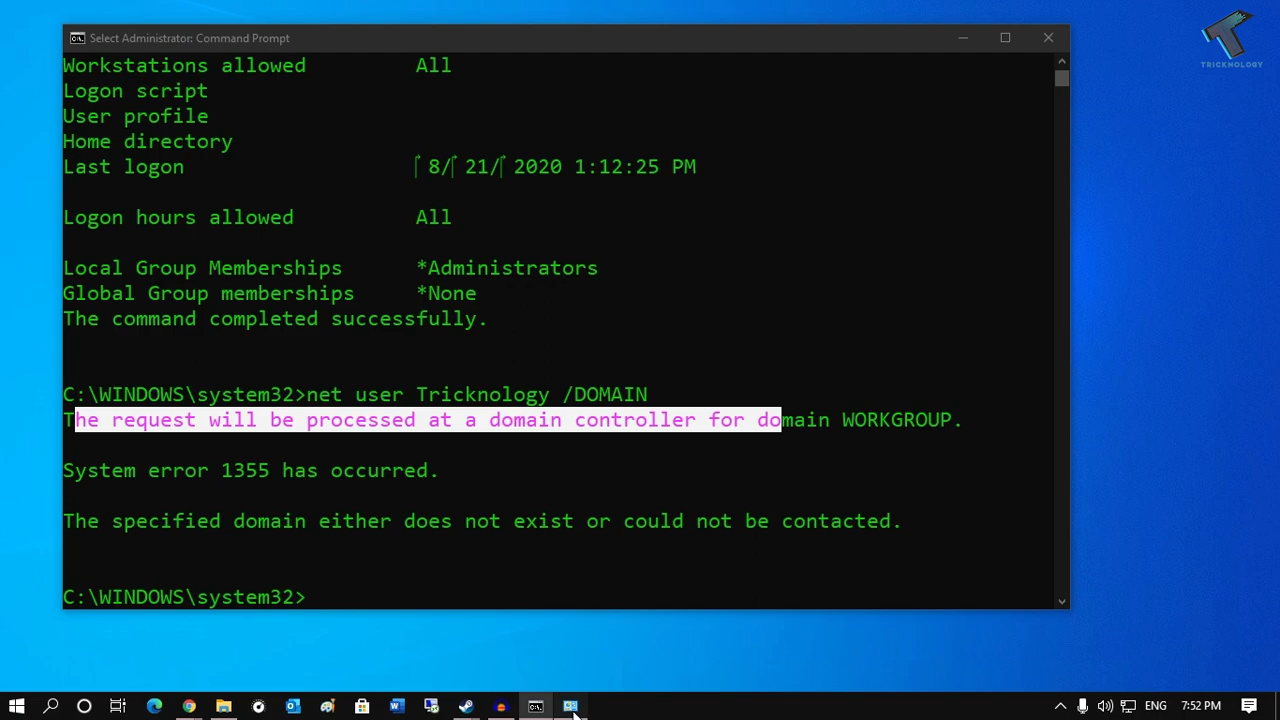 Select Administrator: Command Prompt
TRICKNOLOGY
Workstations allowed All
Logon script
User profile
Home directory
Last logon 8/ 21/ 2020 1:12:25 PM
Logon hours allowed All
Local Group Memberships *Administrators
Global Group memberships *None
The command completed successfully.
C:\WINDOWS\system32>net user Tricknology /DOMAIN
The request will be processed at a domain controller for domain WORKGROUP.
System error 1355 has occurred.
The specified domain either does not exist or could not be contacted.
C:\WINDOWS\system32>
ENG 7:52 PM